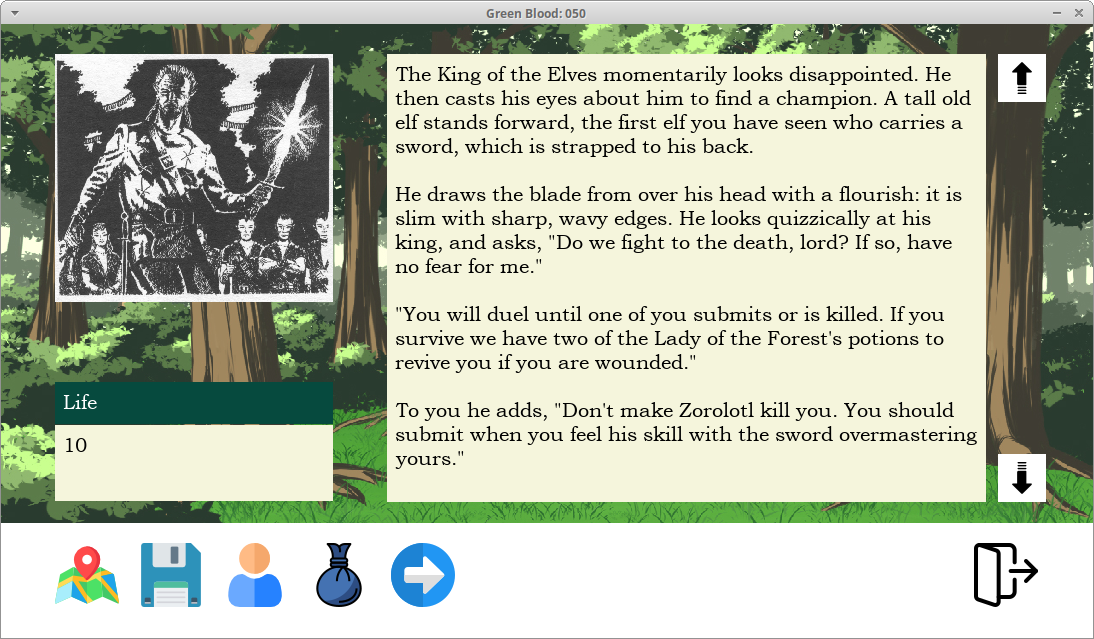 Green Blood: 050
The King of the Elves momentarily looks disappointed. He
then casts his eyes about him to find a champion. A tall old
elf stands forward, the first elf you have seen who carries a
sword, which is strapped to his back.
He draws the blade from over his head with a flourish: it is
slim with sharp, wavy edges. He looks quizzically at his
king, and asks, "Do we fight to the death, lord? If so, have
no fear for me."
"You will duel until one of you submits or is killed. If you
survive we have two of the Lady of the Forest's potions to
revive you if you are wounded."
To you he adds, "Don't make Zorolotl kill you. You should
submit when you feel his skill with the sword overmastering
yours."
Life
10